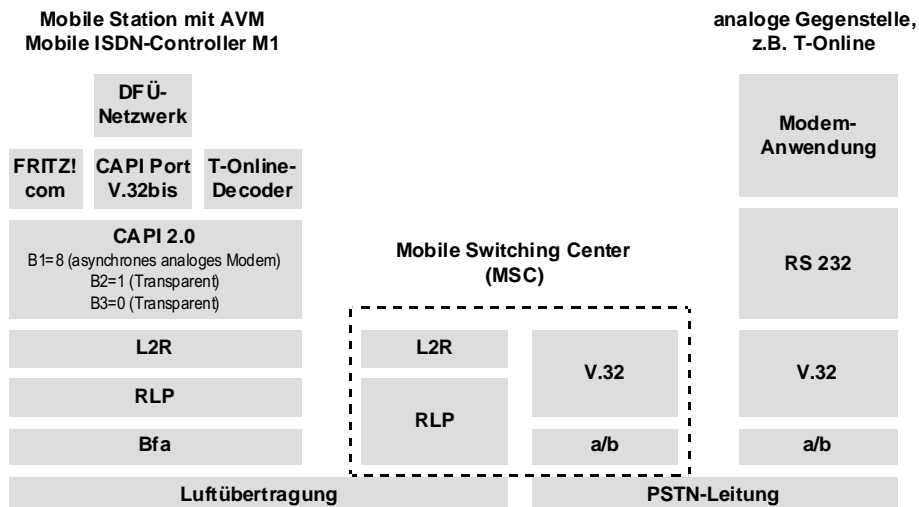 Mobile Station mit AVM
Mobile ISDN-Controller M1
DFÜ-
Netzwerk
FRITZ!
com
CAPI Port
V.32bis
T-Online-
Decoder
CAPI 2.0
B1=8 (asynchrones analoges Modem)
B2=1 (Transparent)
B3=0 (Transparent)
L2R
RLP
Bfa
Luftübertragung
Mobile Switching Center
(MSC)
L2R
RLP
V.32
a/b
analoge Gegenstelle,
z.B. T-Online
Modem-
Anwendung
RS 232
V.32
a/b
PSTN-Leitung